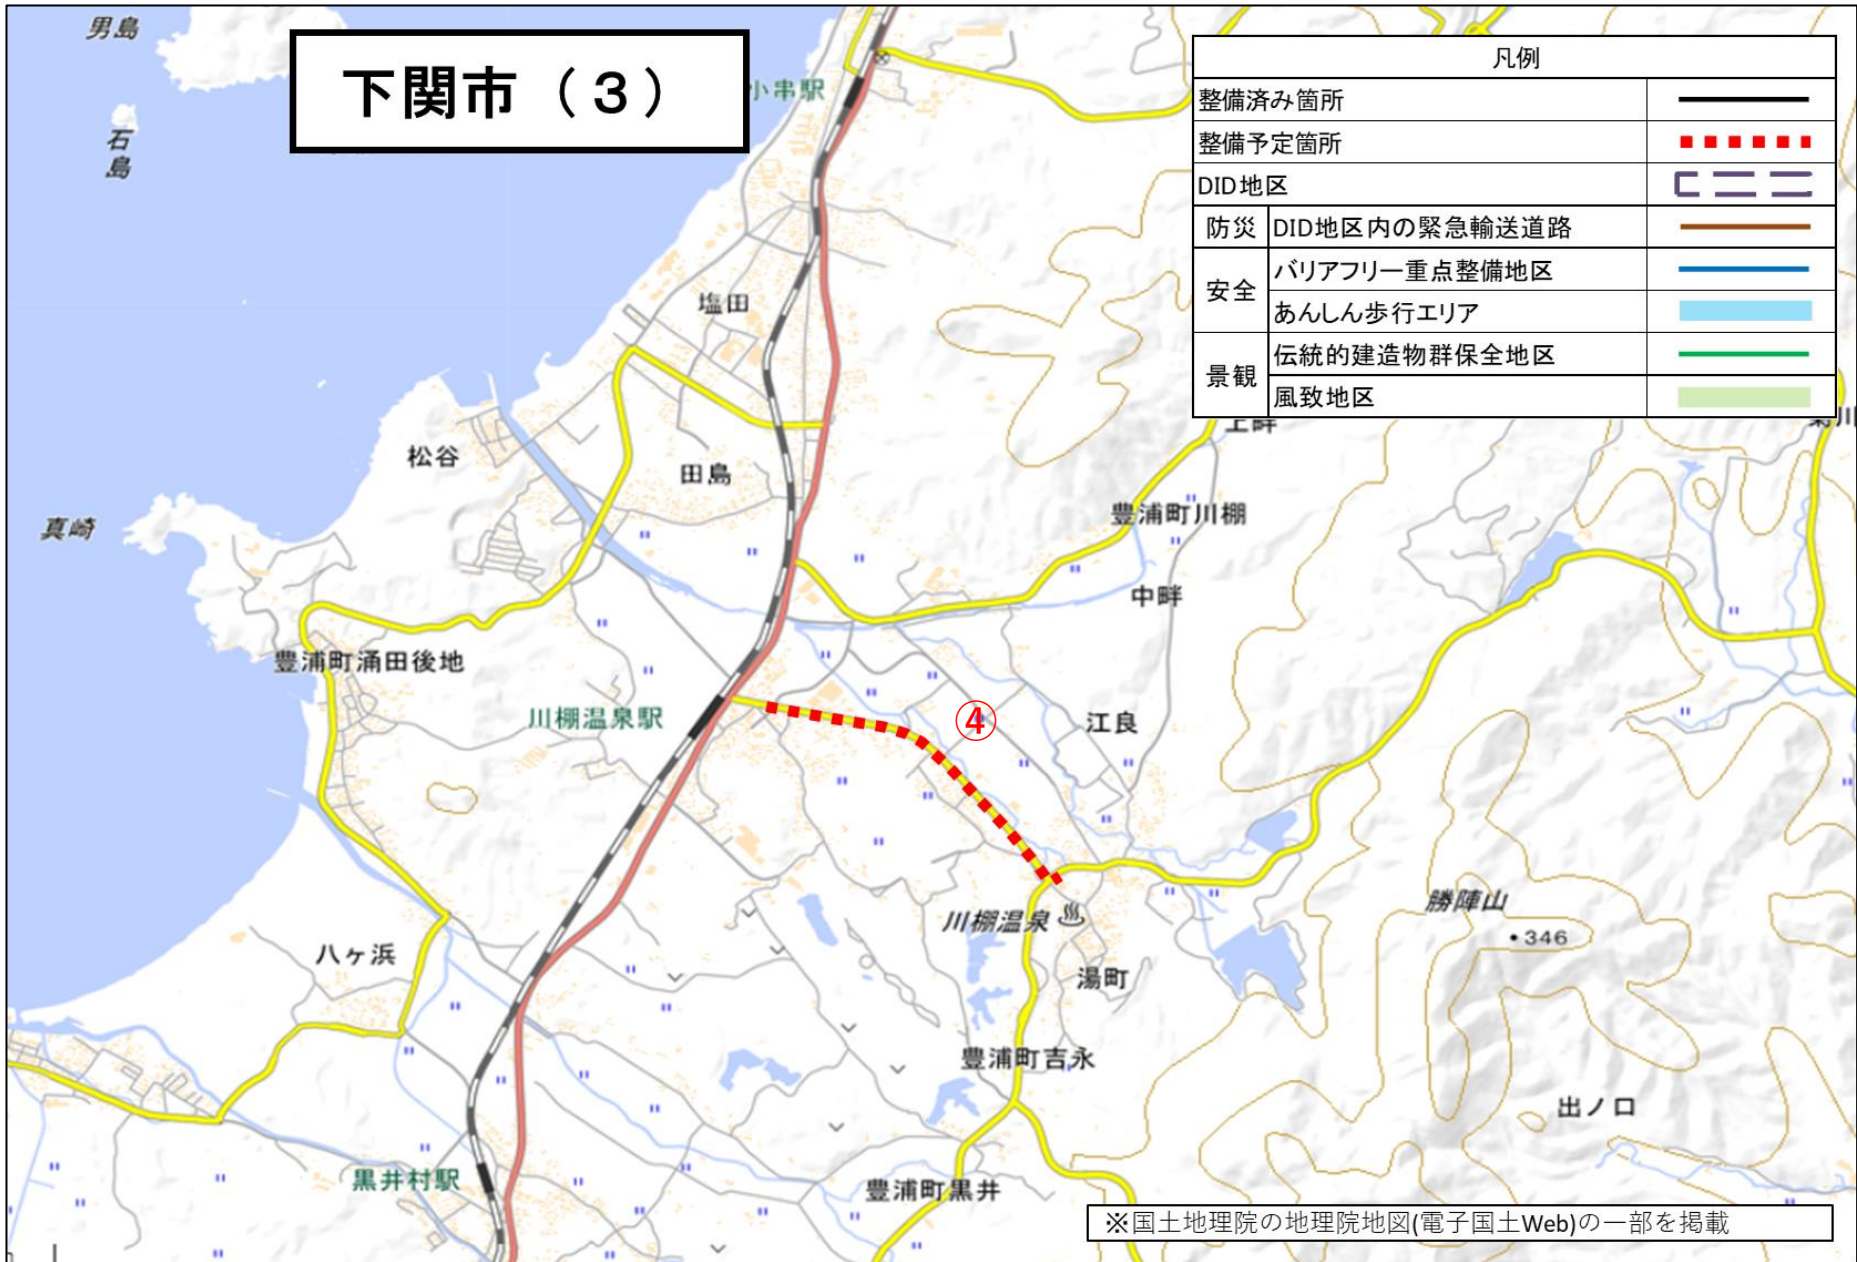 男島
下関市（３）
小串駅
石島
凡例
整備済み箇所
整備予定箇所
DID地区
防災
DID地区内の緊急輸送道路
安全
バリアフリー重点整備地区
あんしん歩行エリア
景観
伝統的建造物群保全地区
風致地区
塩田
松谷
田島
真崎
豊浦町川棚
中畔
豊浦町涌田後地
川棚温泉駅
④
江良
川棚温泉
勝陣山
346
八ヶ浜
湯町
豊浦町吉永
出ノ口
黒井村駅
豊浦町黒井
※国土地理院の地理院地図(電子国土Web)の一部を掲載